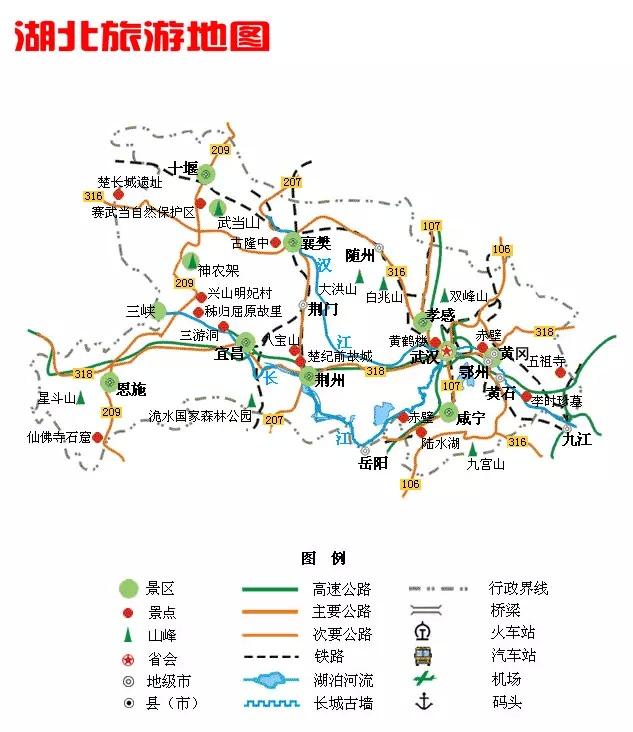 湖北旅游地图
209
十堰
207
楚长城遗址
316
赛武当自然保护区
武当山
107
古隆中
襄樊
随州
106
汉
神农架
大洪山
316
209
白兆山
双峰山
兴山明妃村
三峡
秭归屈原故里
荆门
孝感
三游洞
江
黄鹤楼
赤壁
318
宜昌
八宝山
武汉
黄冈
318
楚纪前故城
五祖寺
恩施
长
荆州
318
鄂州
107
黄石
星斗山
李时珍墓
209
洈水国家森林公园
207
赤壁
咸宁
仙佛寺石窟
江
陆水湖
316
九江
岳阳
九宫山
106
图 例
景区
高速公路
行政界线
景点
主要公路
桥梁
山峰
次要公路
火车站
省会
铁路
汽车站
地级市
湖泊河流
机场
县（市）
长城古墙
码头